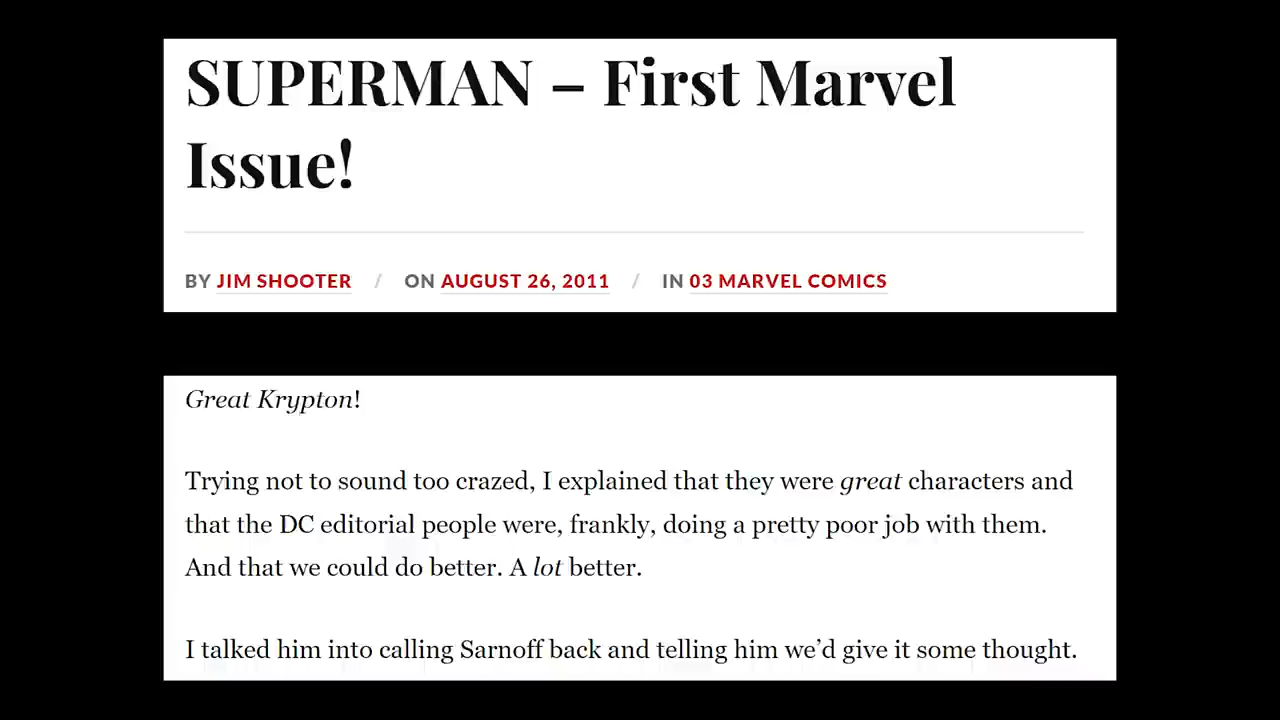 SUPERMAN – First Marvel
Issue!
BY JIM SHOOTER / ON AUGUST 26, 2011 / IN 03 MARVEL COMICS
Great Krypton!
Trying not to sound too crazed, I explained that they were great characters and
that the DC editorial people were, frankly, doing a pretty poor job with them.
And that we could do better. A lot better.
I talked him into calling Sarnoff back and telling him we’d give it some thought.